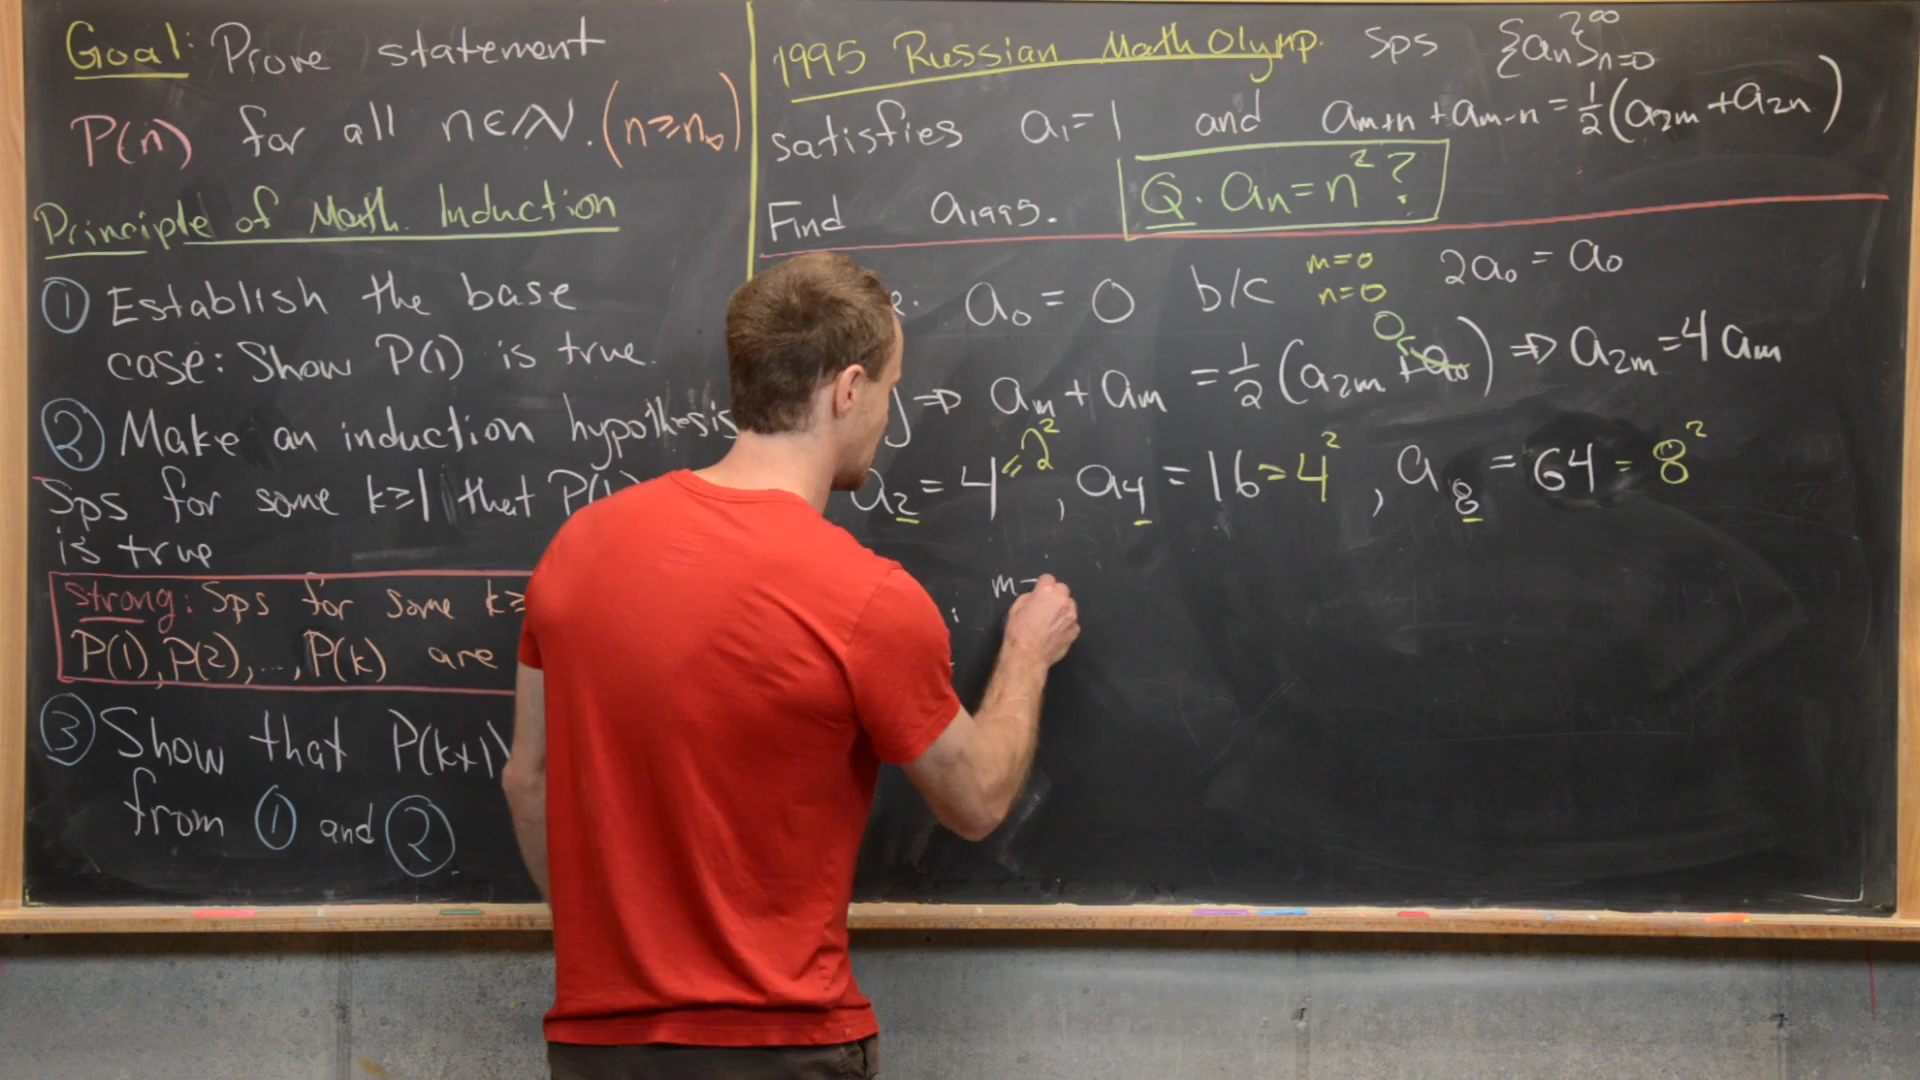 Goal: Prove statement
P(n) for all n∈ℕ. (n≥n₀)
Principle of Math. Induction
① Establish the base
case: Show P(1) is true.
② Make an induction hypothesis
Sps for some k≥1 that P(
is true
Strong: Sps for some k≥
P(1), P(2), ..., P(k) are
③ Show that P(k+1)
from ① and ②
1995 Russian Math Olymp. Sps {aₙ}ₙ₌₀^∞
satisfies a₁=1 and aₘ₊ₙ + aₘ₋ₙ = ½(a₂ₘ + a₂ₙ)
Find a₁₉₉₅. Q. aₙ = n² ?
a₀ = 0 b/c m=0 n=0 2a₀ = a₀
⇒ aₘ + aₘ = ½(a₂ₘ + a₀) 0 ⇒ a₂ₘ = 4aₘ
a₂ = 4 = 2², a₄ = 16 = 4², a₈ = 64 = 8²
m=